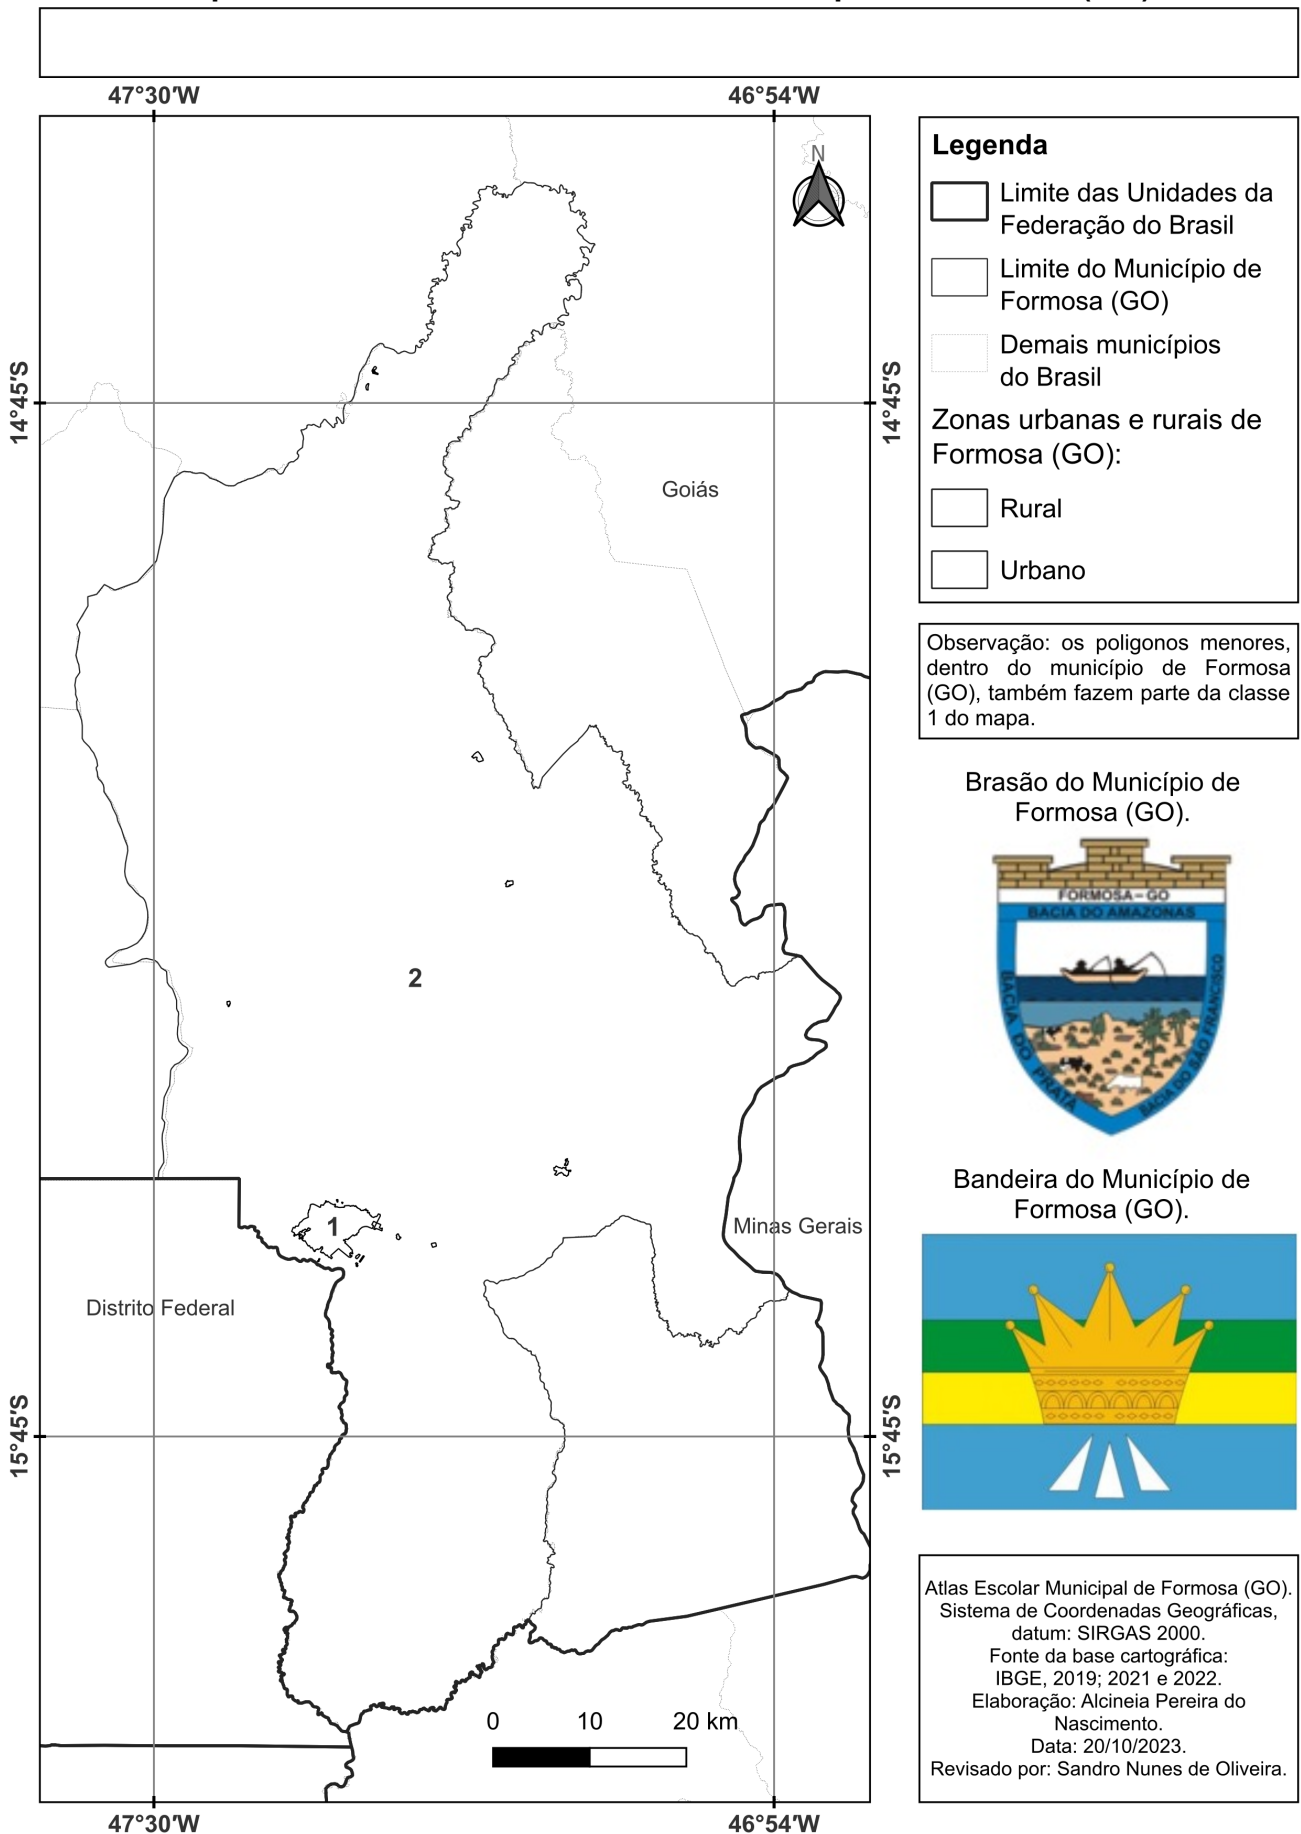 47°30′W
46°54′W
N
14°45′S
14°45′S
Goiás
2
1
Minas Gerais
Distrito Federal
15°45′S
15°45′S
0 10 20 km
47°30′W
46°54′W
Legenda
Limite das Unidades da
Federação do Brasil
Limite do Município de
Formosa (GO)
Demais municípios
do Brasil
Zonas urbanas e rurais de
Formosa (GO):
Rural
Urbano
Observação: os poligonos menores,
dentro do município de Formosa
(GO), também fazem parte da classe
1 do mapa.
Brasão do Município de
Formosa (GO).
FORMOSA-GO
BACIA DO AMAZONAS
BACIA DO PRATA
BACIA DO SÃO FRANCISCO
Bandeira do Município de
Formosa (GO).
Atlas Escolar Municipal de Formosa (GO).
Sistema de Coordenadas Geográficas,
datum: SIRGAS 2000.
Fonte da base cartográfica:
IBGE, 2019; 2021 e 2022.
Elaboração: Alcineia Pereira do
Nascimento.
Data: 20/10/2023.
Revisado por: Sandro Nunes de Oliveira.